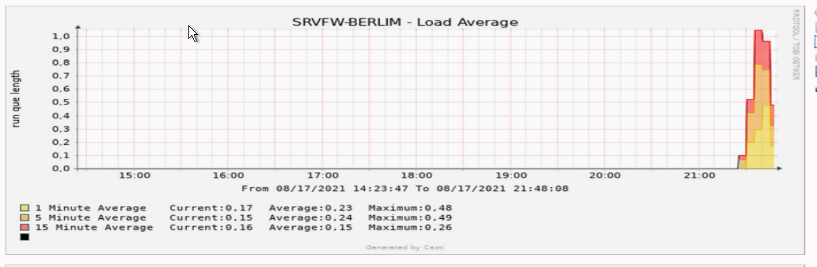 SRVFW-BERLIM - Load Average
RRDTOOL / TOBI OETIKER
run que length
1,0
0,9
0,8
0,7
0,6
0,5
0,4
0,3
0,2
0,1
0,0
15:00 16:00 17:00 18:00 19:00 20:00 21:00
From 08/17/2021 14:23:47 To 08/17/2021 21:48:08
1 Minute Average Current:0,17 Average:0,23 Maximum:0,48
5 Minute Average Current:0,15 Average:0,24 Maximum:0,49
15 Minute Average Current:0,16 Average:0,15 Maximum:0,26
Generated by Cacti